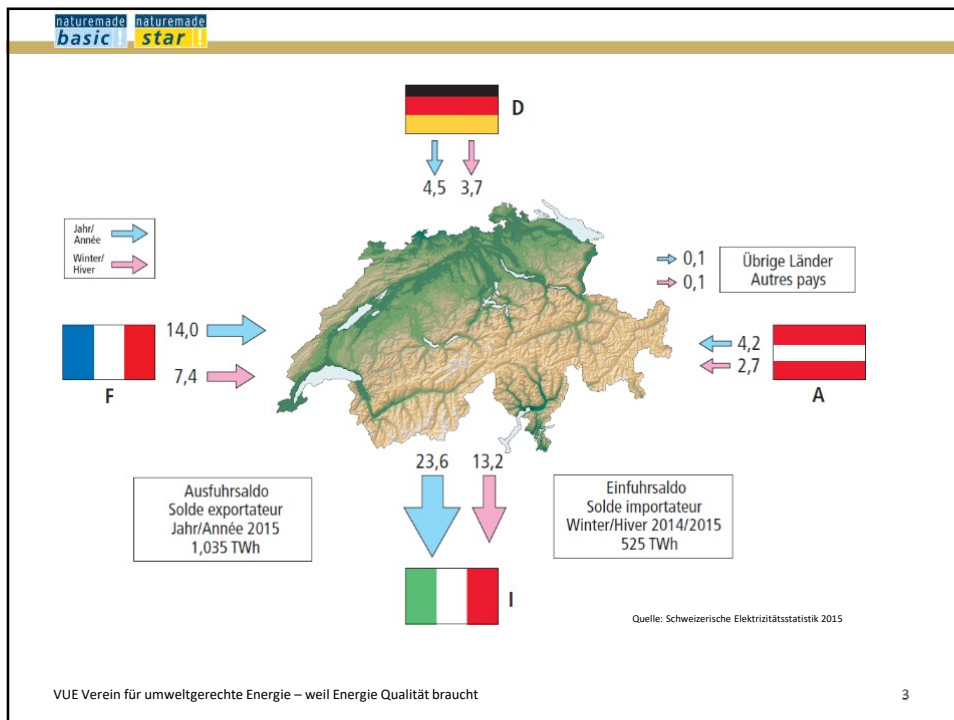 naturemade
basic!
naturemade
star!
D
4,5 3,7
Jahr/
Année
Winter/
Hiver
0,1
0,1
Übrige Länder
Autres pays
14,0
7,4
F
4,2
2,7
A
23,6 13,2
Ausfuhrsaldo
Solde exportateur
Jahr/Année 2015
1,035 TWh
Einfuhrsaldo
Solde importateur
Winter/Hiver 2014/2015
525 TWh
I
Quelle: Schweizerische Elektrizitätsstatistik 2015
VUE Verein für umweltgerechte Energie – weil Energie Qualität braucht
3